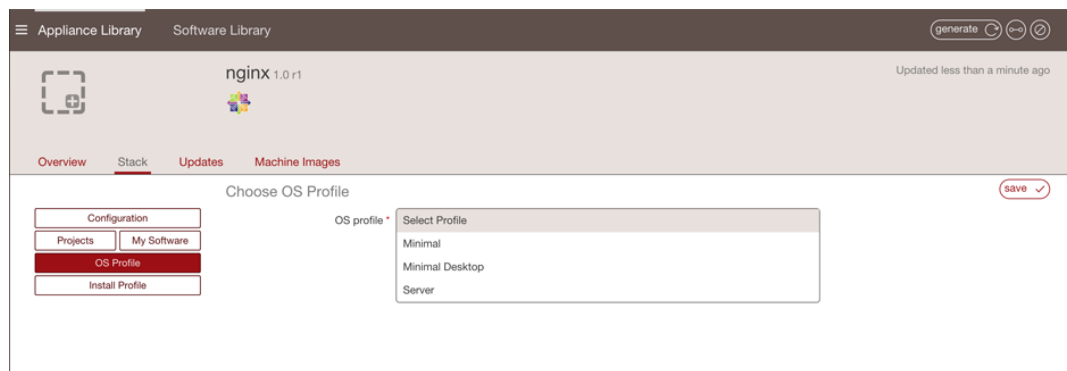 Appliance Library Software Library generate
nginx 1.0 r1 Updated less than a minute ago
Overview Stack Updates Machine Images
Choose OS Profile save
Configuration OS profile * Select Profile
Projects My Software Minimal
OS Profile Minimal Desktop
Install Profile Server